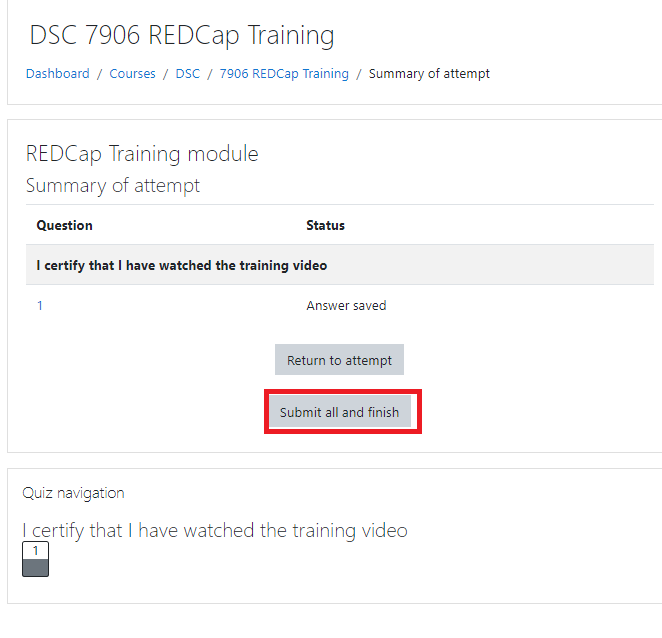 DSC 7906 REDCap Training
Dashboard / Courses / DSC / 7906 REDCap Training / Summary of attempt
REDCap Training module
Summary of attempt
Question Status
I certify that I have watched the training video
1 Answer saved
Return to attempt
Submit all and finish
Quiz navigation
I certify that I have watched the training video
1